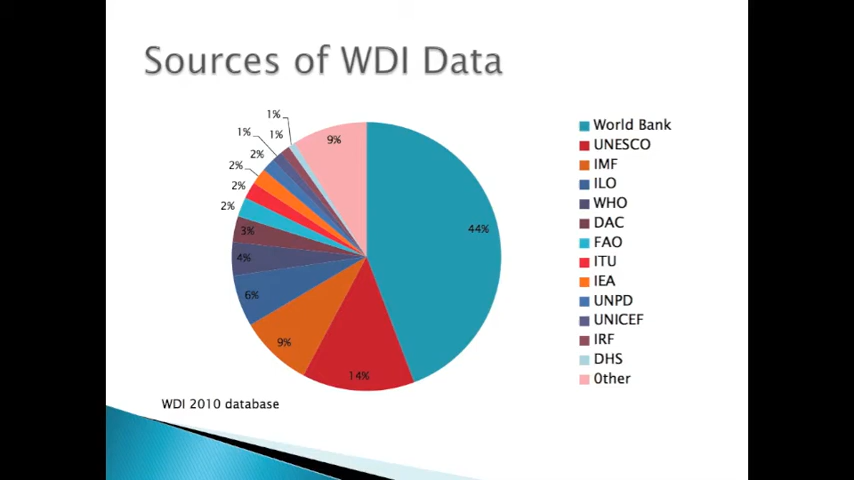 Sources of WDI Data
1%
1%
1%
9%
2%
2%
2%
2%
3%
4%
6%
9%
14%
44%
World Bank
UNESCO
IMF
ILO
WHO
DAC
FAO
ITU
IEA
UNPD
UNICEF
IRF
DHS
Other
WDI 2010 database